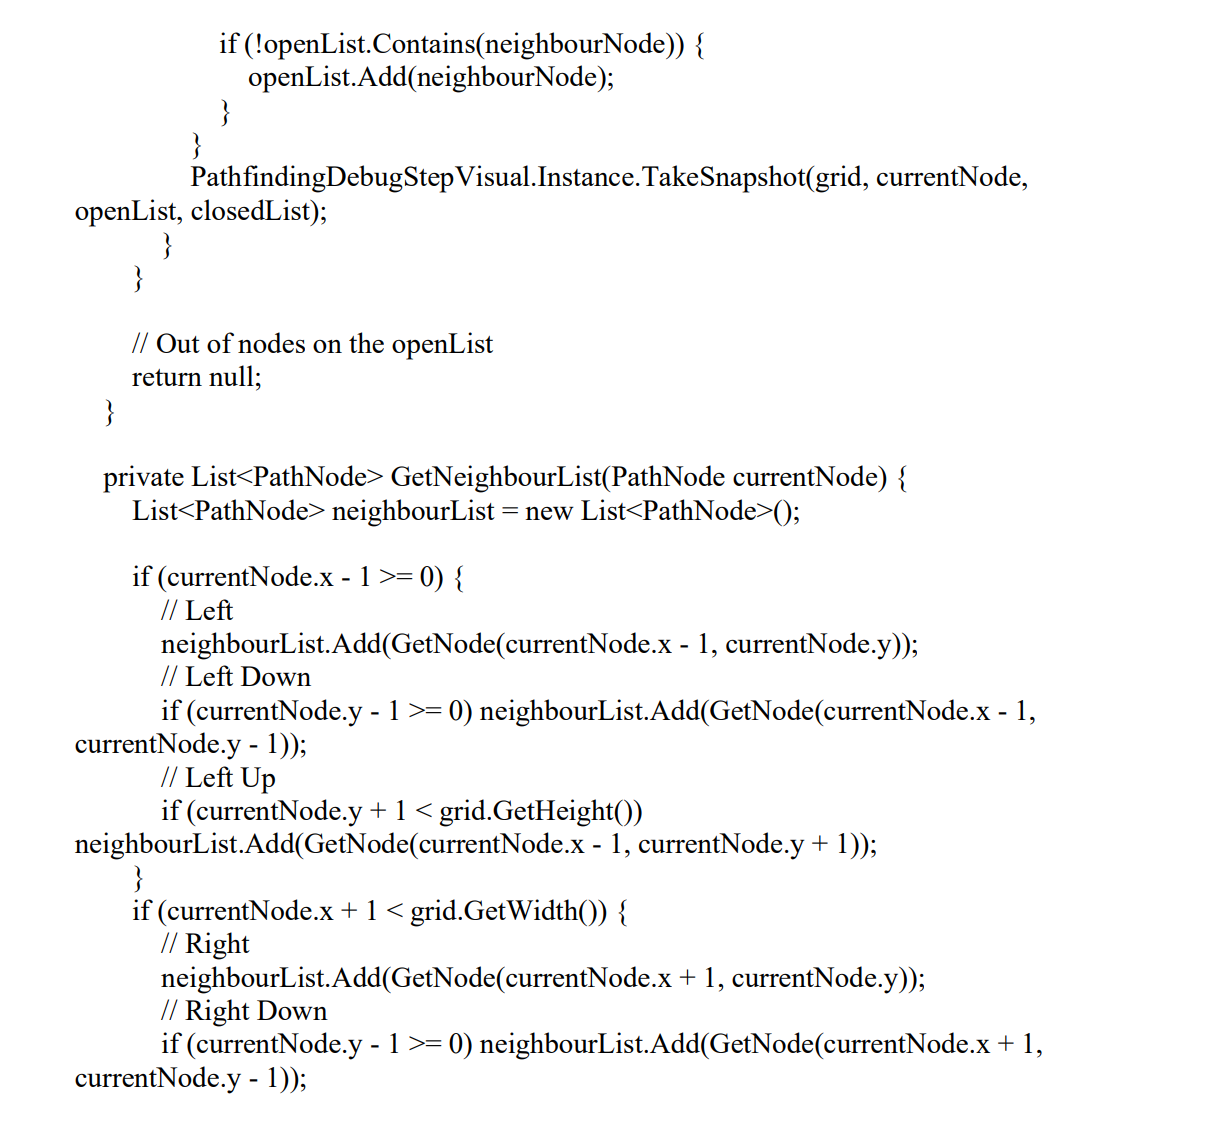 if (!openList.Contains(neighbourNode)) {
openList.Add(neighbourNode);
}
}
PathfindingDebugStepVisual.Instance.TakeSnapshot(grid, currentNode,
openList, closedList);
}
}
// Out of nodes on the openList
return null;
}
private List<PathNode> GetNeighbourList(PathNode currentNode) {
List<PathNode> neighbourList = new List<PathNode>();
if (currentNode.x - 1 >= 0) {
// Left
neighbourList.Add(GetNode(currentNode.x - 1, currentNode.y));
// Left Down
if (currentNode.y - 1 >= 0) neighbourList.Add(GetNode(currentNode.x - 1,
currentNode.y - 1));
// Left Up
if (currentNode.y + 1 < grid.GetHeight())
neighbourList.Add(GetNode(currentNode.x - 1, currentNode.y + 1));
}
if (currentNode.x + 1 < grid.GetWidth()) {
// Right
neighbourList.Add(GetNode(currentNode.x + 1, currentNode.y));
// Right Down
if (currentNode.y - 1 >= 0) neighbourList.Add(GetNode(currentNode.x + 1,
currentNode.y - 1));